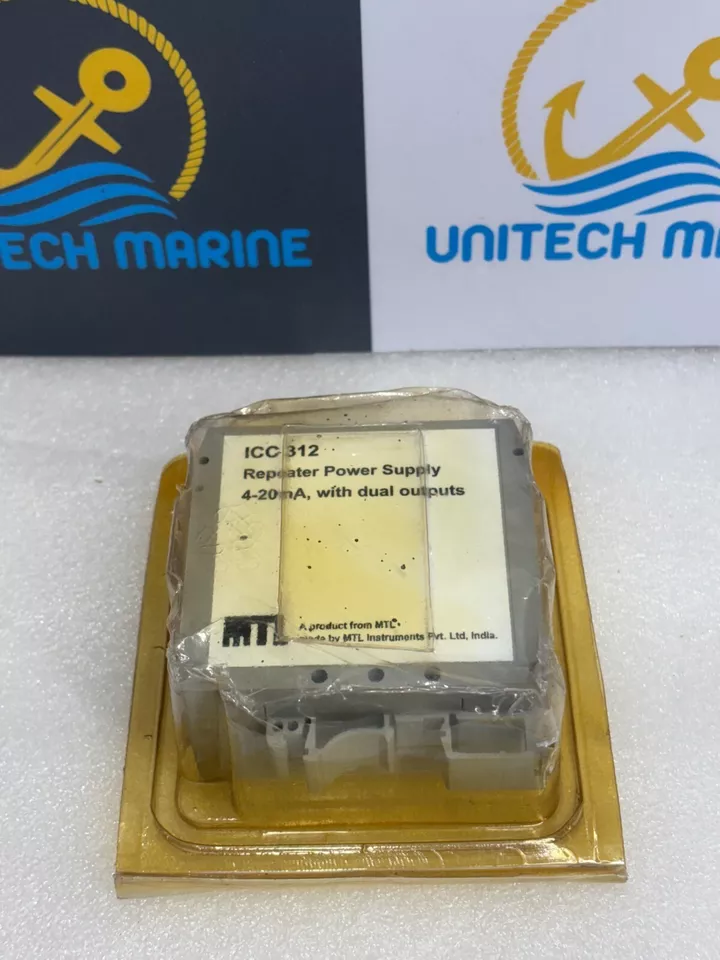 ECH MARINE
UNITECH M
ICC 312
Repeater Power Supply
4-20mA, with dual outputs
MTL
A product from MTL
made by MTL Instruments Pvt. Ltd, India.